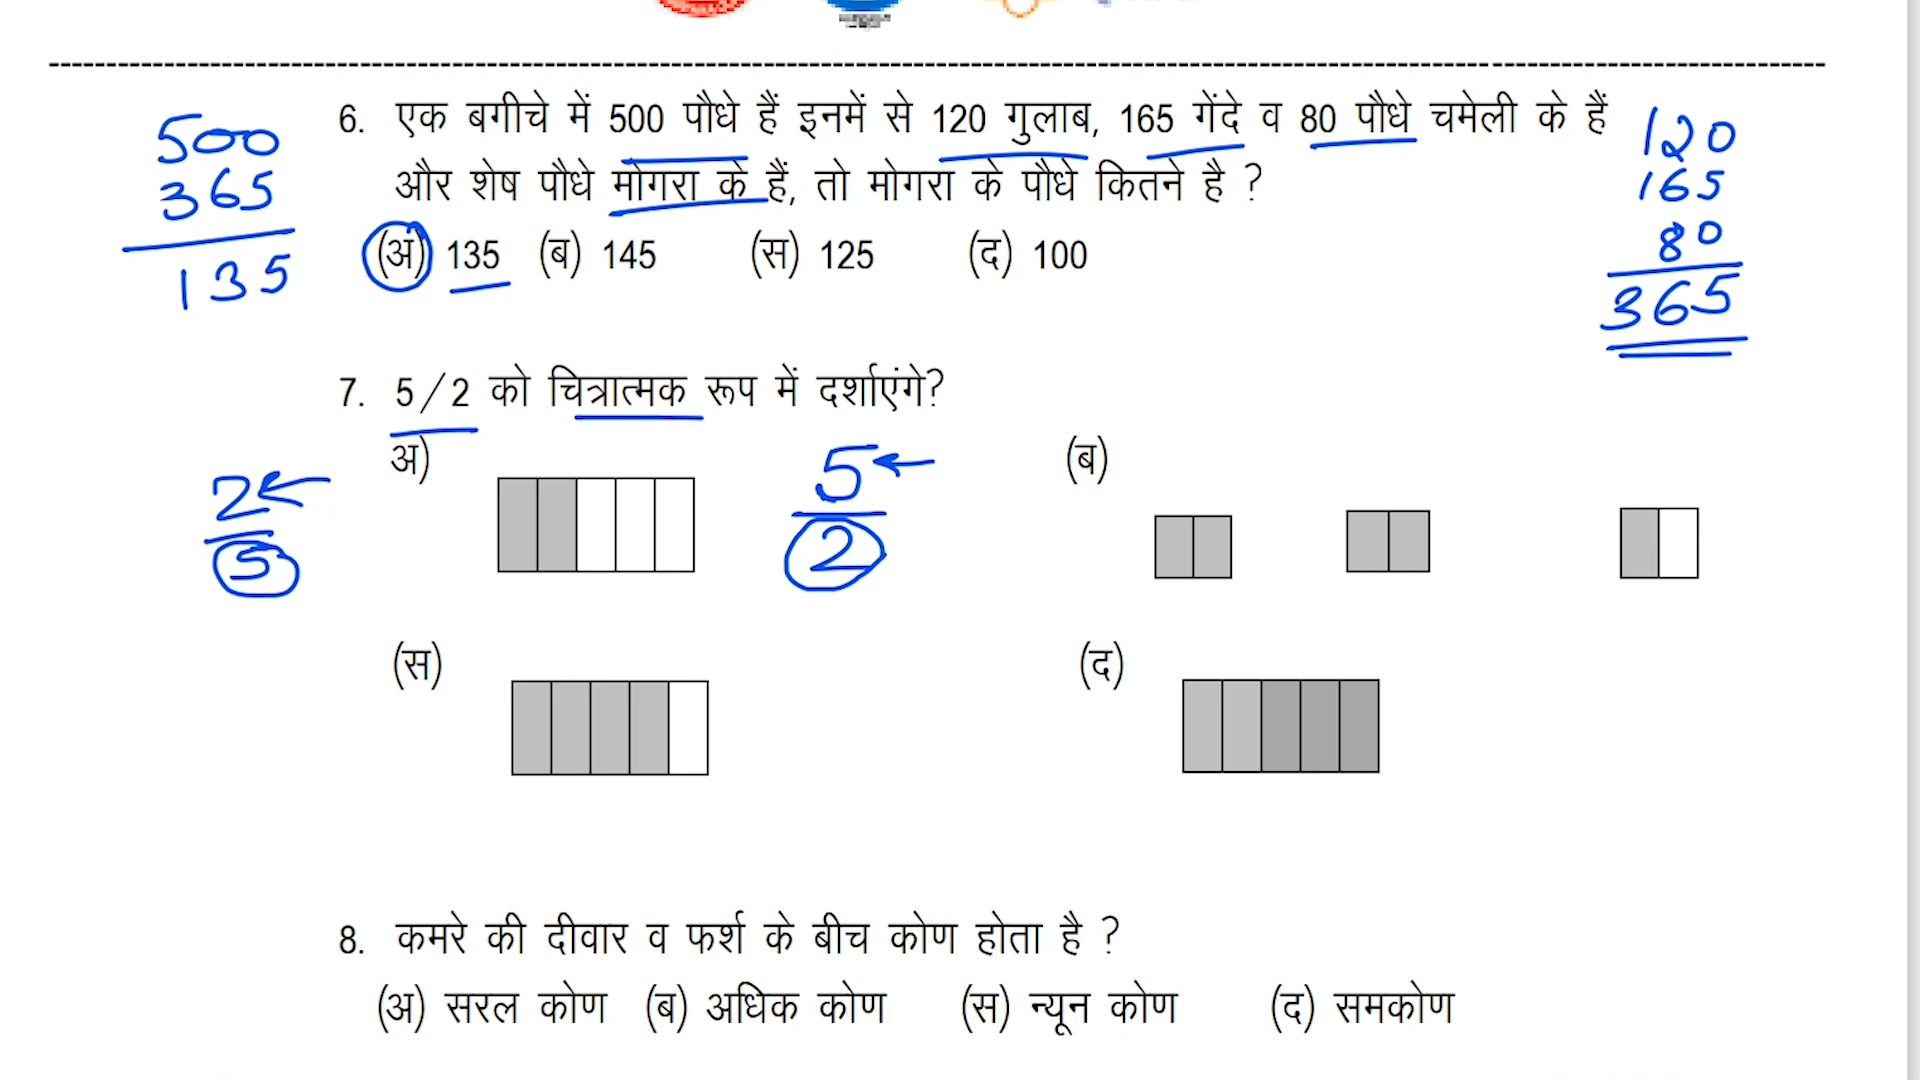 6. एक बगीचे में 500 पौधे हैं इनमें से 120 गुलाब, 165 गेंदे व 80 पौधे चमेली के हैं
और शेष पौधे मोगरा के हैं, तो मोगरा के पौधे कितने है ?
(अ) 135 (ब) 145 (स) 125 (द) 100
500
365
135
120
165
80
365
7. 5/2 को चित्रात्मक रूप में दर्शाएंगे?
अ) (ब)
2
5
5
2
(स) (द)
8. कमरे की दीवार व फर्श के बीच कोण होता है ?
(अ) सरल कोण (ब) अधिक कोण (स) न्यून कोण (द) समकोण